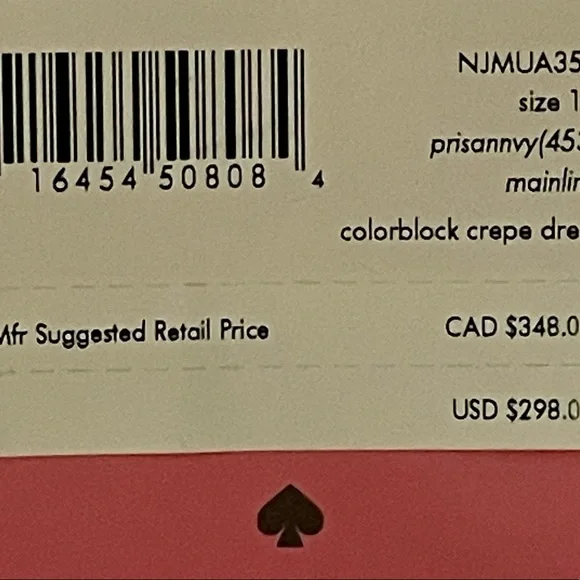 NJMUA35
size 1
prisannvy(453
mainlin
colorblock crepe dre
16454 50808 4
Mfr Suggested Retail Price
CAD $348.0
USD $298.0